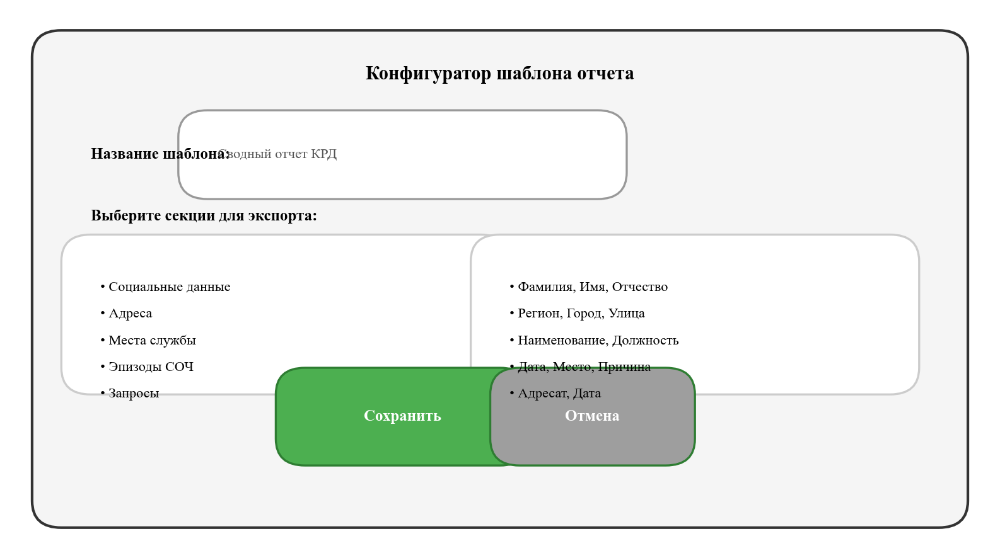 Конфигуратор шаблона отчета
Название шаблона:
Сводный отчет КРД
Выберите секции для экспорта:
• Социальные данные
• Адреса
• Места службы
• Эпизоды СОЧ
• Запросы
• Фамилия, Имя, Отчество
• Регион, Город, Улица
• Наименование, Должность
• Дата, Место, Причина
• Адресат, Дата
Сохранить
Отмена